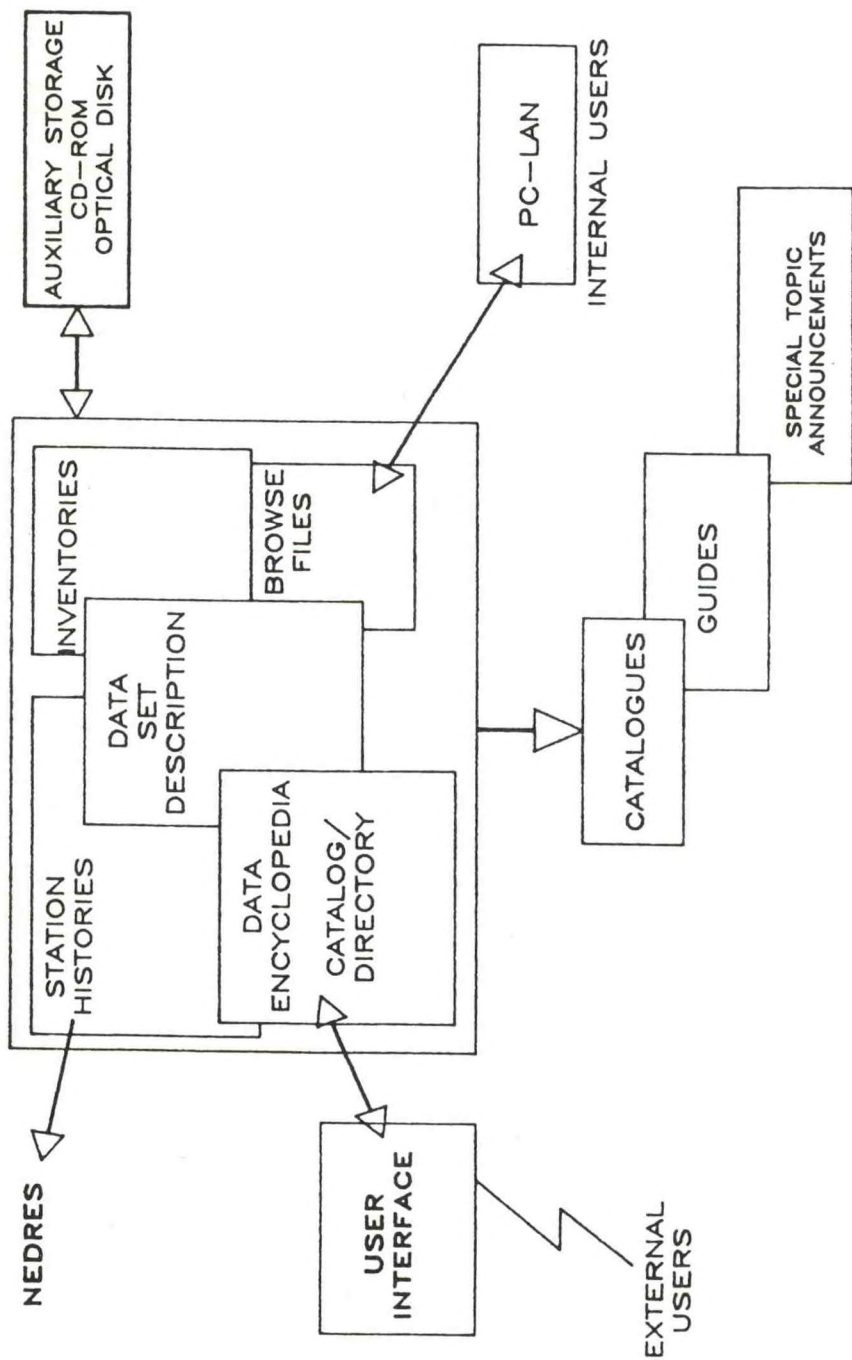 NEDRES
STATION
HISTORIES
INVENTORIES
AUXILIARY STORAGE
CD-ROM
OPTICAL DISK
DATA
SET
DESCRIPTION
DATA
ENCYCLOPEDIA
CATALOG/
DIRECTORY
BROWSE
FILES
USER
INTERFACE
PC-LAN
INTERNAL USERS
EXTERNAL
USERS
CATALOGUES
GUIDES
SPECIAL TOPIC
ANNOUNCEMENTS